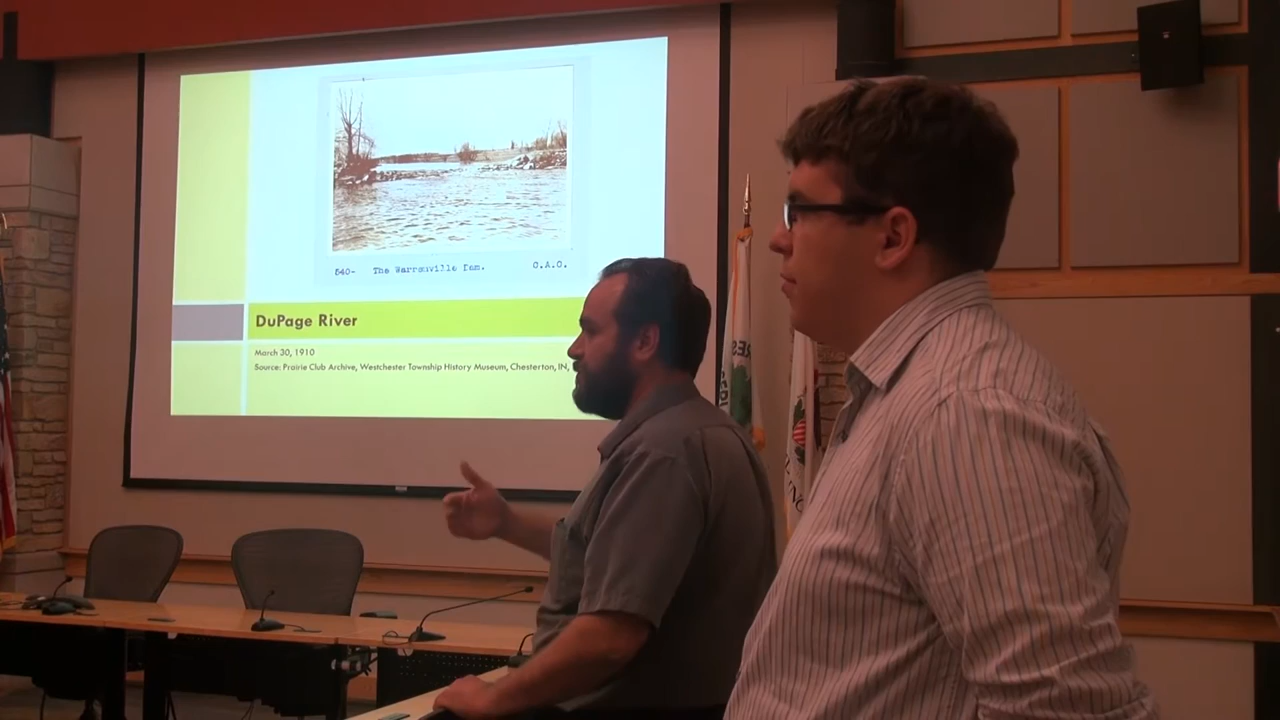 540- The Warrenville Dam. C.A.C.
DuPage River
March 30, 1910
Source: Prairie Club Archive, Westchester Township History Museum, Chesterton, IN,